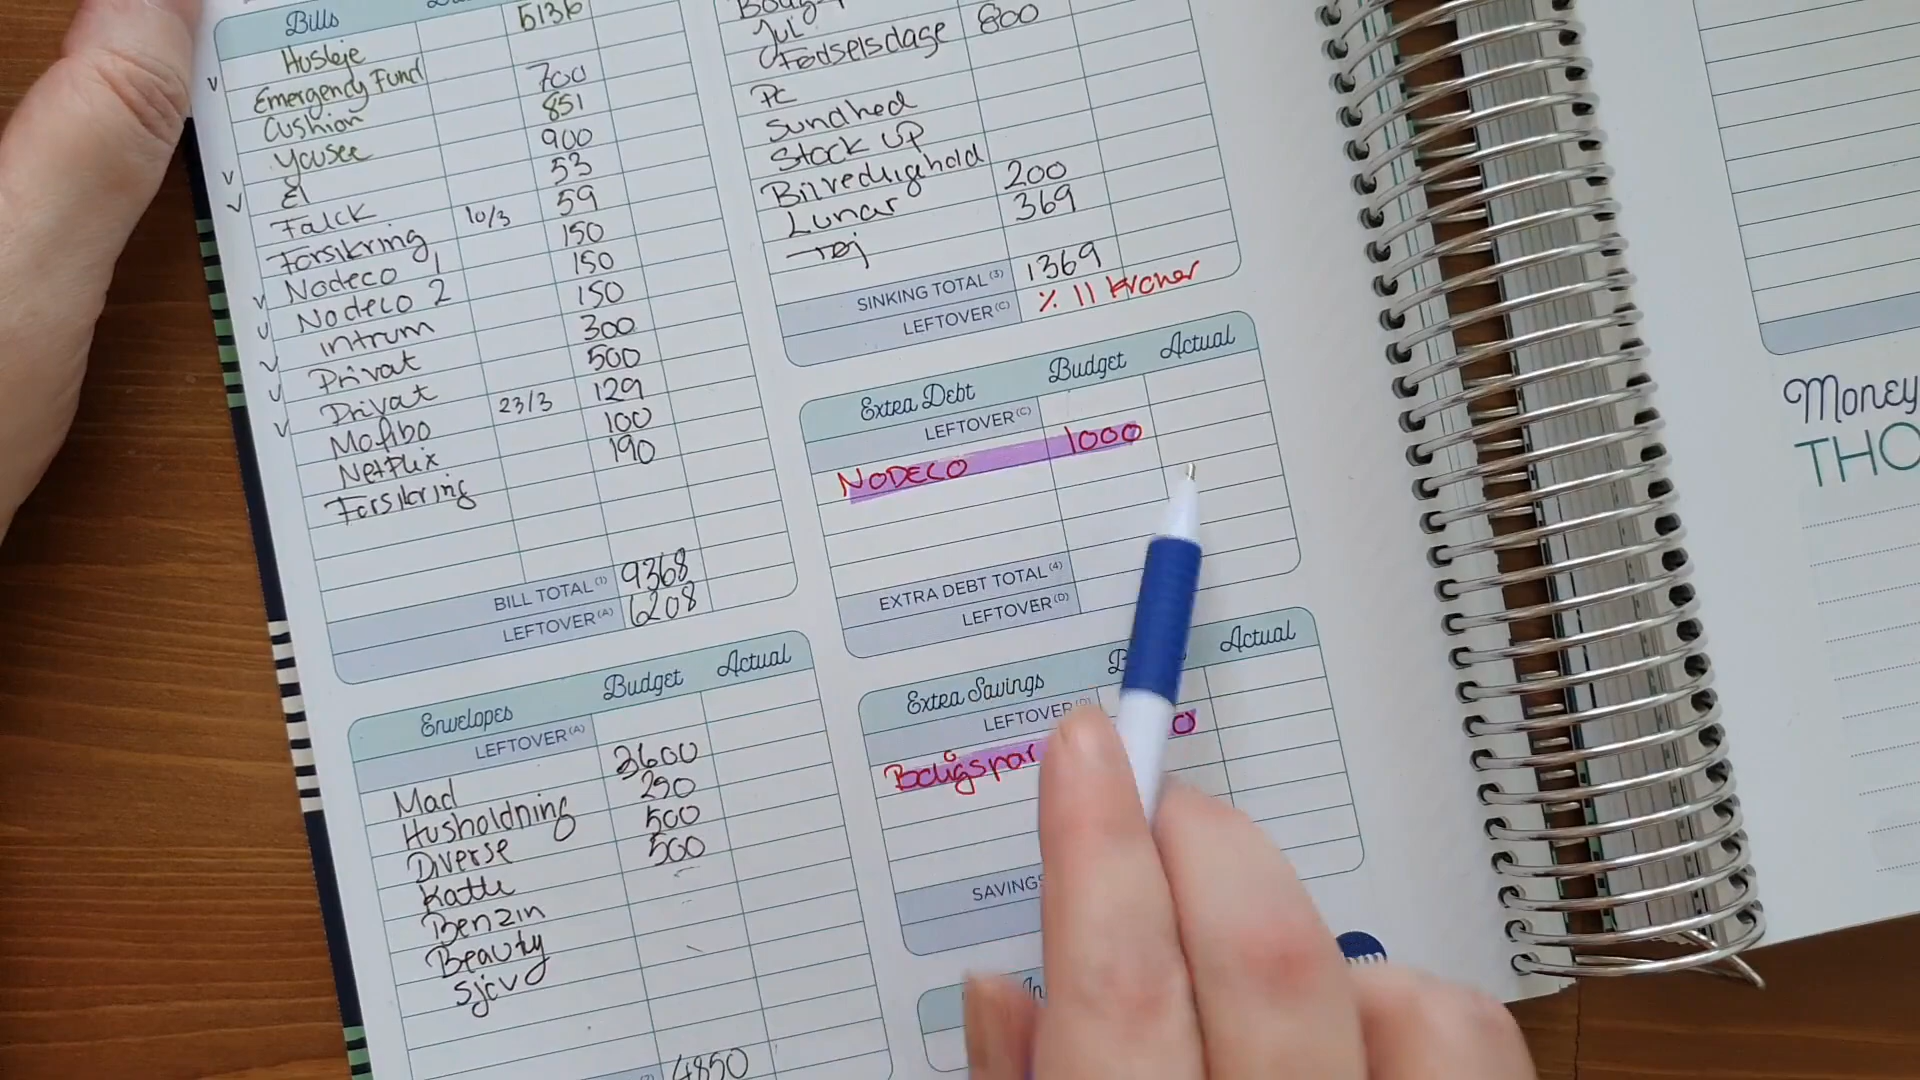 Bills
5136
Husleje
Emergency Fund 700
Cushion 851
Yousee 900
El 53
Falck 10/3 59
Forsikring 150
Nodeco 1 150
Nodeco 2 150
intrum 300
Privat 500
Privat 23/3 129
Mofibo 100
Netflix 190
Forsikring
BILL TOTAL (1) 9368
LEFTOVER (A) 6208
Envelopes Budget Actual
LEFTOVER (A)
Mad 3600
Husholdning 250
Diverse 500
Katte 500
Benzin
Beauty
Sjov
4850
Jul
Fødselsdage 800
PC
Sundhed
Stock UP
Bilvedligehold
Lunar 200
Tøj 369
SINKING TOTAL (3) 1369
LEFTOVER (C) ٪ 11 kroner
Extra Debt Budget Actual
LEFTOVER (C)
NODECO 1000
EXTRA DEBT TOTAL (4)
LEFTOVER (D)
Extra Savings Actual
LEFTOVER (D)
Boligspar 0
SAVINGS
Money
THO